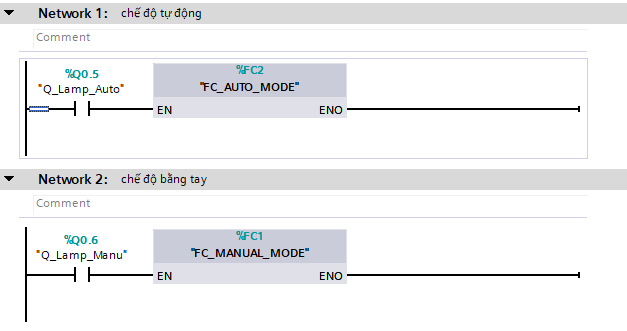 Network 1: chế độ tự động
Comment
%Q0.5
"Q_Lamp_Auto"
%FC2
"FC_AUTO_MODE"
EN
ENO
Network 2: chế độ bằng tay
Comment
%Q0.6
"Q_Lamp_Manu"
%FC1
"FC_MANUAL_MODE"
EN
ENO